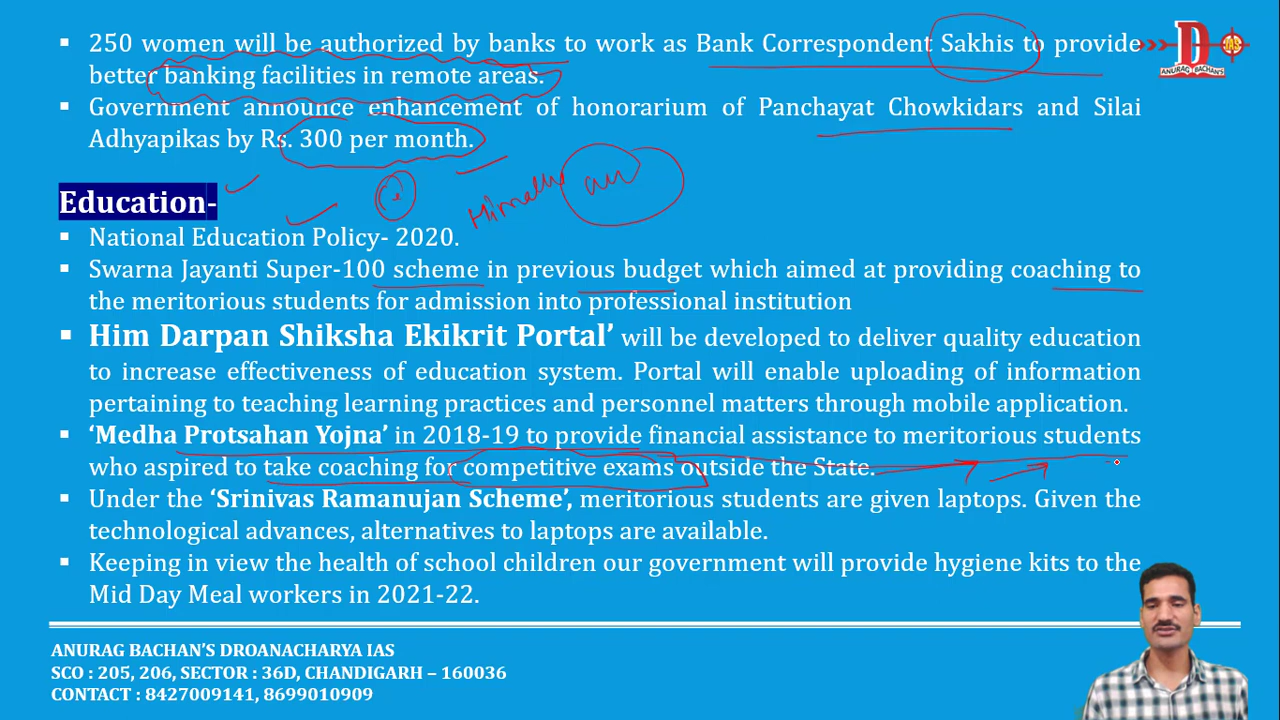 ▪ 250 women will be authorized by banks to work as Bank Correspondent Sakhis to provide
better banking facilities in remote areas.
▪ Government announce enhancement of honorarium of Panchayat Chowkidars and Silai
Adhyapikas by Rs. 300 per month.
Education-
▪ National Education Policy- 2020.
▪ Swarna Jayanti Super-100 scheme in previous budget which aimed at providing coaching to
the meritorious students for admission into professional institution
▪ Him Darpan Shiksha Ekikrit Portal’ will be developed to deliver quality education
to increase effectiveness of education system. Portal will enable uploading of information
pertaining to teaching learning practices and personnel matters through mobile application.
▪ ‘Medha Protsahan Yojna’ in 2018-19 to provide financial assistance to meritorious students
who aspired to take coaching for competitive exams outside the State.
▪ Under the ‘Srinivas Ramanujan Scheme’, meritorious students are given laptops. Given the
technological advances, alternatives to laptops are available.
▪ Keeping in view the health of school children our government will provide hygiene kits to the
Mid Day Meal workers in 2021-22.
D IAS
ANURAG BACHAN'S
ANURAG BACHAN’S DROANACHARYA IAS
SCO : 205, 206, SECTOR : 36D, CHANDIGARH – 160036
CONTACT : 8427009141, 8699010909